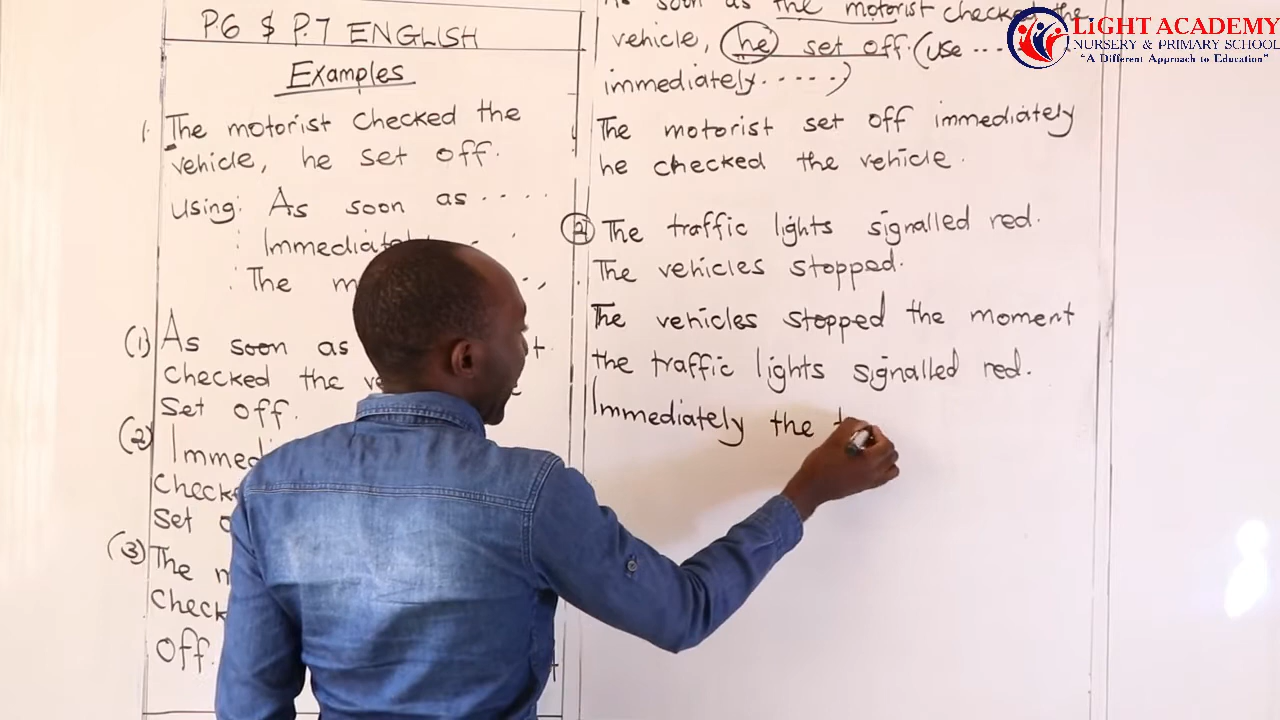 P.6 $ P.7 ENGLISH
Examples
1. The motorist checked the
vehicle, he set off.
Using: As soon as ....
: Immediately
: The
(1) As soon as
checked the
set off.
(2)
set
(3) The
off.
As soon as the motorist checked the
vehicle, he set off. (use ...
immediately.....)
The motorist set off immediately
he checked the vehicle.
2 The traffic lights signalled red.
The vehicles stopped.
The vehicles stopped the moment
the traffic lights signalled red.
Immediately the
LIGHT ACADEMY
NURSERY & PRIMARY SCHOOL
"A Different Approach to Education"